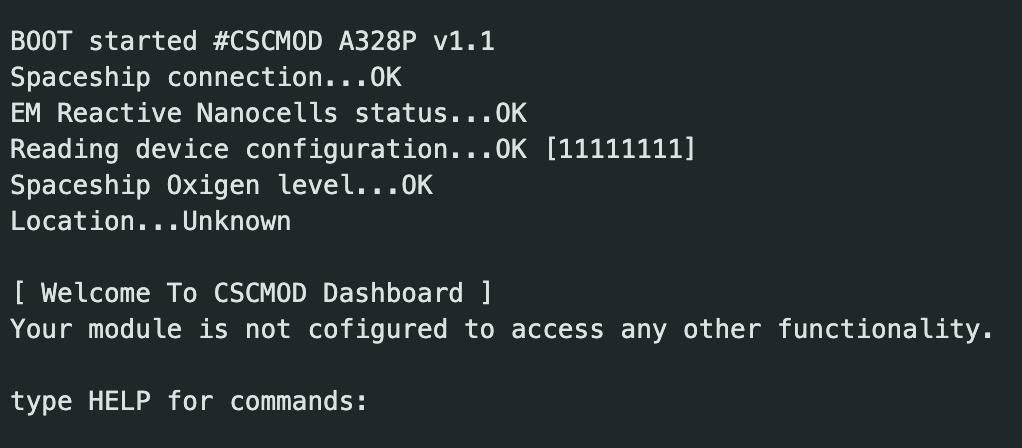 BOOT started #CSCMOD A328P v1.1
Spaceship connection...OK
EM Reactive Nanocells status...OK
Reading device configuration...OK [11111111]
Spaceship Oxigen level...OK
Location...Unknown
[ Welcome To CSCMOD Dashboard ]
Your module is not cofigured to access any other functionality.
type HELP for commands: